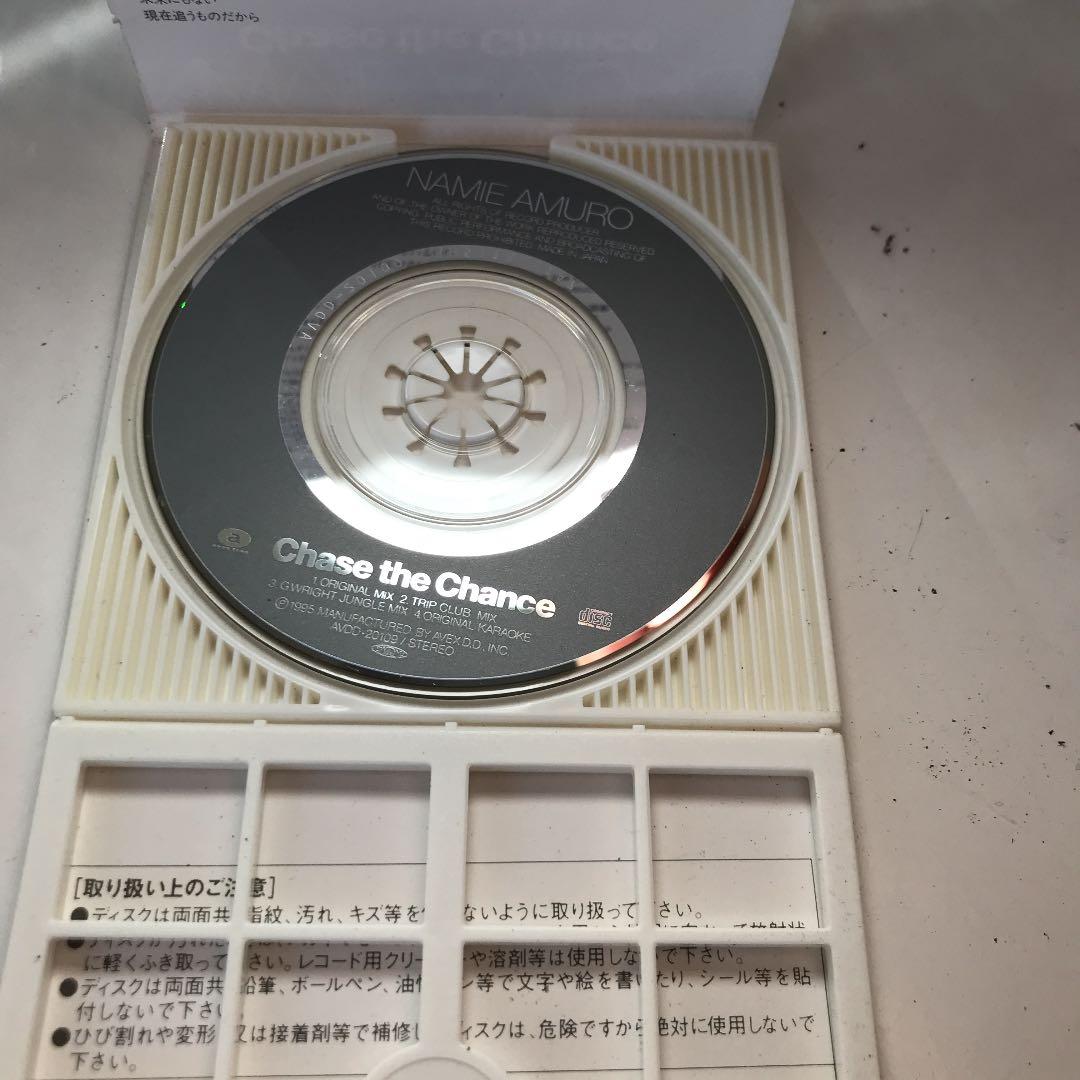 現在追うものだから
Chase the Chance
NAMIE AMURO
ALL RIGHTS OF RECORD PRODUCER
AND OF THE OWNER OF THE WORK REPRODUCED RESERVED
COPYING, PUBLIC PERFORMANCE AND BROADCASTING OF
THIS RECORD PROHIBITED. MADE IN JAPAN
a
Chase the Chance
1.ORIGINAL MIX 2. TRIP CLUB MIX
3. G.WRIGHT JUNGLE MIX 4.ORIGINAL KARAOKE
Ⓟ1995 MANUFACTURED BY AVEX D.D., INC.
AVDD-20109 / STEREO
disc
[取り扱い上のご注意]
●ディスクは両面共 指紋、汚れ、キズ等を ないように取り扱って 下さい。
に軽くふき取って 下さい。レコード用クリー や溶剤等は使用しないで下さい。
●ディスクは両面共 鉛筆、ボールペン、油性 ン等で文字や絵を書いたり、シール等を貼
付しないで下さい
●ひび割れや変形 又は接着剤等で補修し ディスクは、危険ですから絶対に使用しないで
下さい。